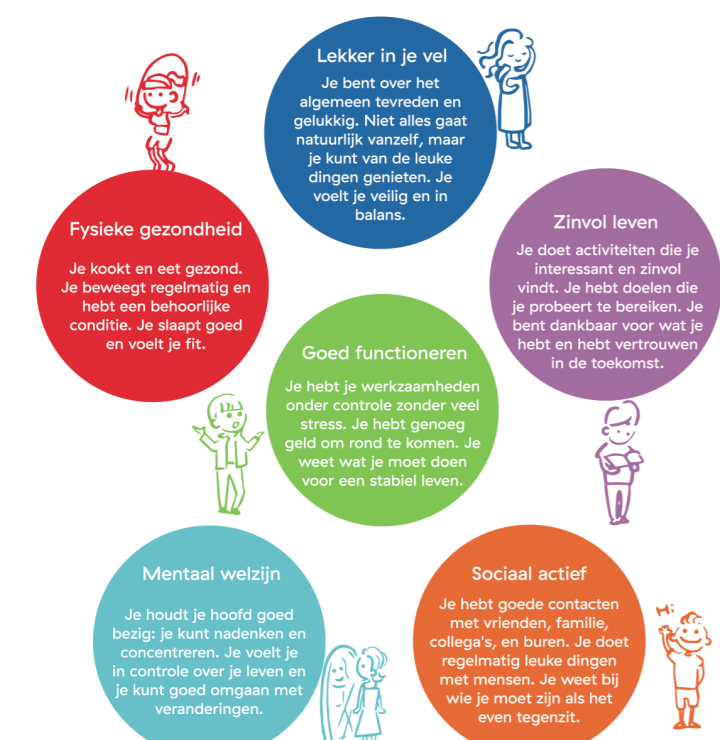 Lekker in je vel
Je bent over het
algemeen tevreden en
gelukkig. Niet alles gaat
natuurlijk vanzelf, maar
je kunt van de leuke
dingen genieten. Je
voelt je veilig en in
balans.
Fysieke gezondheid
Je kookt en eet gezond.
Je beweegt regelmatig en
hebt een behoorlijke
conditie. Je slaapt goed
en voelt je fit.
Zinvol leven
Je doet activiteiten die je
interessant en zinvol
vindt. Je hebt doelen die
je probeert te bereiken. Je
bent dankbaar voor wat je
hebt en hebt vertrouwen
in de toekomst.
Goed functioneren
Je hebt je werkzaamheden
onder controle zonder veel
stress. Je hebt genoeg
geld om rond te komen. Je
weet wat je moet doen
voor een stabiel leven.
Mentaal welzijn
Je houdt je hoofd goed
bezig: je kunt nadenken en
concentreren. Je voelt je
in controle over je leven en
je kunt goed omgaan met
veranderingen.
Sociaal actief
Je hebt goede contacten
met vrienden, familie,
collega's, en buren. Je doet
regelmatig leuke dingen
met mensen. Je weet bij
wie je moet zijn als het
even tegenzit.
Hi